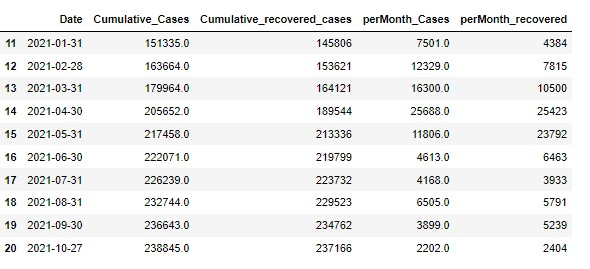 Date Cumulative_Cases Cumulative_recovered_cases perMonth_Cases perMonth_recovered
11 2021-01-31 151335.0 145806 7501.0 4384
12 2021-02-28 163664.0 153621 12329.0 7815
13 2021-03-31 179964.0 164121 16300.0 10500
14 2021-04-30 205652.0 189544 25688.0 25423
15 2021-05-31 217458.0 213336 11806.0 23792
16 2021-06-30 222071.0 219799 4613.0 6463
17 2021-07-31 226239.0 223732 4168.0 3933
18 2021-08-31 232744.0 229523 6505.0 5791
19 2021-09-30 236643.0 234762 3899.0 5239
20 2021-10-27 238845.0 237166 2202.0 2404